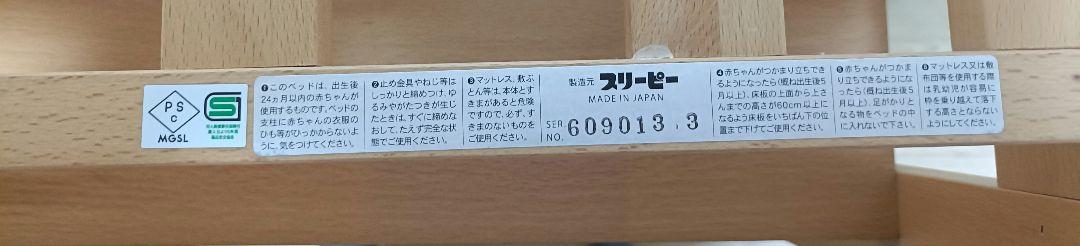 PS
C
MGSL
S
❶このベッドは、出生後
24ヵ月以内の赤ちゃんが
使用するものです。ベッドの
支柱に赤ちゃんの衣服の
ひも等がひっかからないよ
うに、気をつけてください。
❷止め金具やねじ等は
しっかりと締めつけ、ゆ
るみやがたつきが生じ
たときは、すぐに締めな
おして、たえず完全な状
態でご使用ください。
❸マットレス、敷ぶ
とん等は、本体とす
きまがあると危険
ですので、必ず、す
きまのないものを
ご使用ください。
製造元 スリーピー
MADE IN JAPAN
SER.
NO. 609013.3
❹赤ちゃんがつかまり立ちでき
るようになったら(概ね出生後5
月以上)、床板の上面から上さ
んまでの高さが60cm以上に
なるよう床板をいちばん下の位
置まで下げてご使用ください。
❺赤ちゃんがつかま
り立ちできるようにな
ったら(概ね出生後5
月以上)、足がかりと
なる物をベッドの中
に入れないで下さい。
❻マットレス又は敷
布団等を使用する際
は乳幼児が容易に
枠を乗り越えて落下
する高さとならない
ようにしてください。